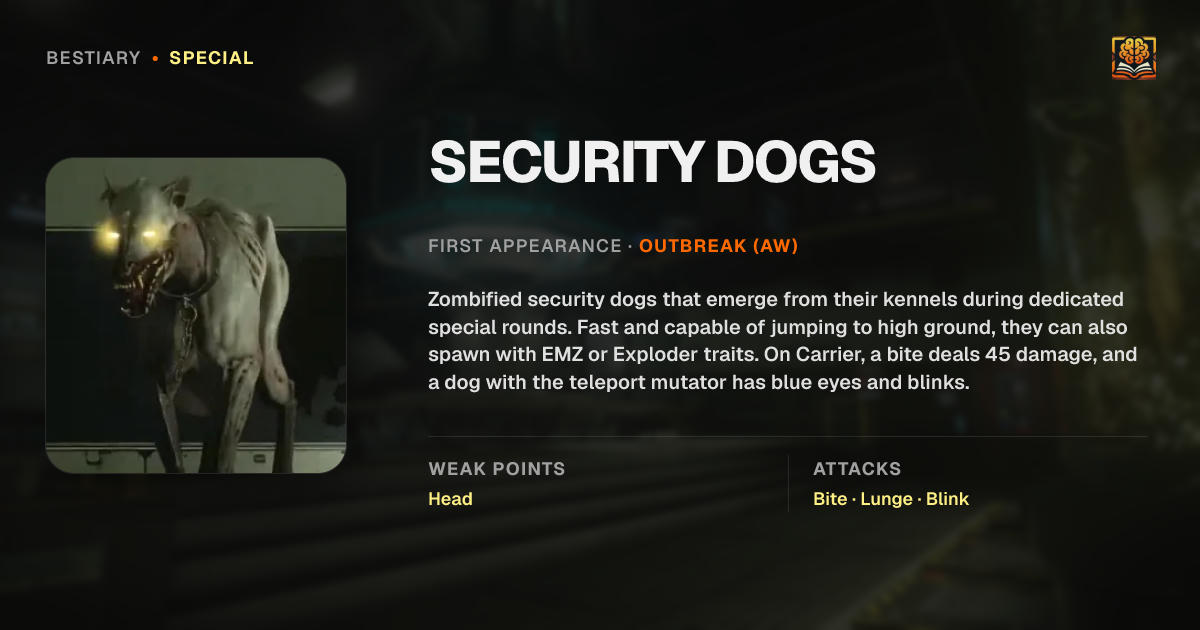 BESTIARY • SPECIAL
SECURITY DOGS
FIRST APPEARANCE · OUTBREAK (AW)
Zombified security dogs that emerge from their kennels during dedicated
special rounds. Fast and capable of jumping to high ground, they can also
spawn with EMZ or Exploder traits. On Carrier, a bite deals 45 damage, and
a dog with the teleport mutator has blue eyes and blinks.
WEAK POINTS
Head
ATTACKS
Bite · Lunge · Blink